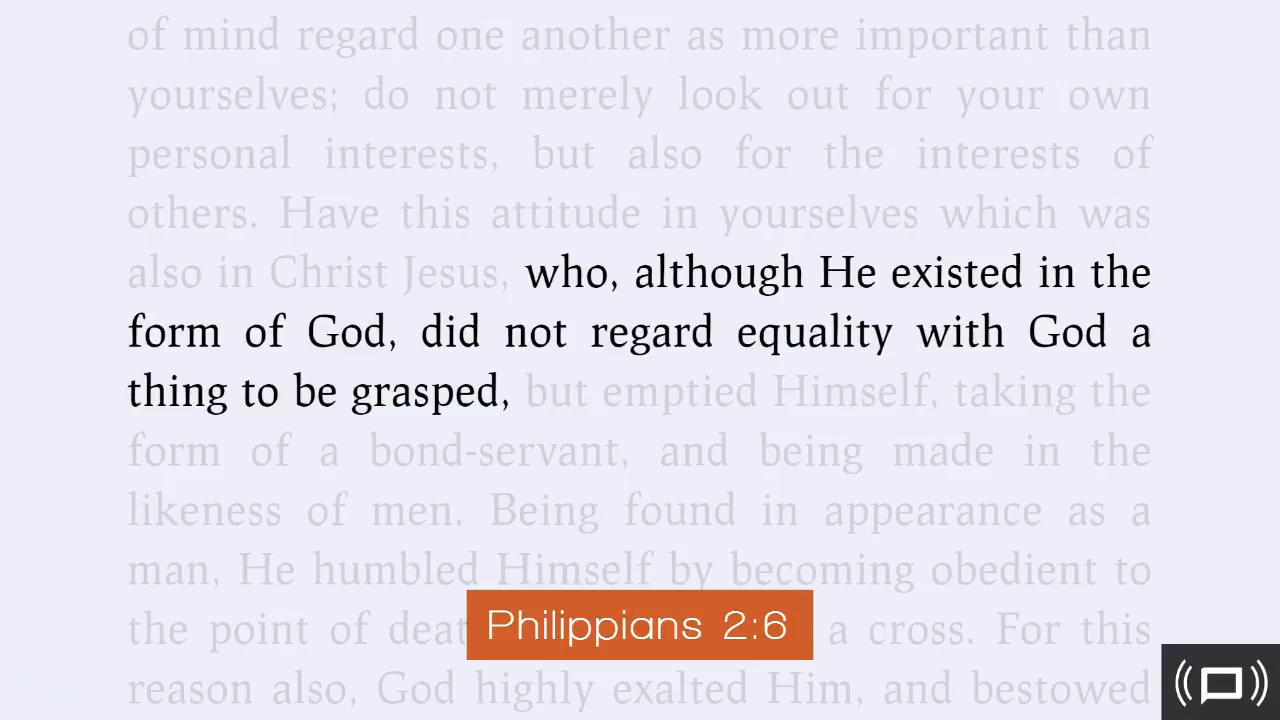 of mind regard one another as more important than
yourselves; do not merely look out for your own
personal interests, but also for the interests of
others. Have this attitude in yourselves which was
also in Christ Jesus, who, although He existed in the
form of God, did not regard equality with God a
thing to be grasped, but emptied Himself, taking the
form of a bond-servant, and being made in the
likeness of men. Being found in appearance as a
man, He humbled Himself by becoming obedient to
the point of deat a cross. For this
Philippians 2:6
reason also, God highly exalted Him, and bestowed